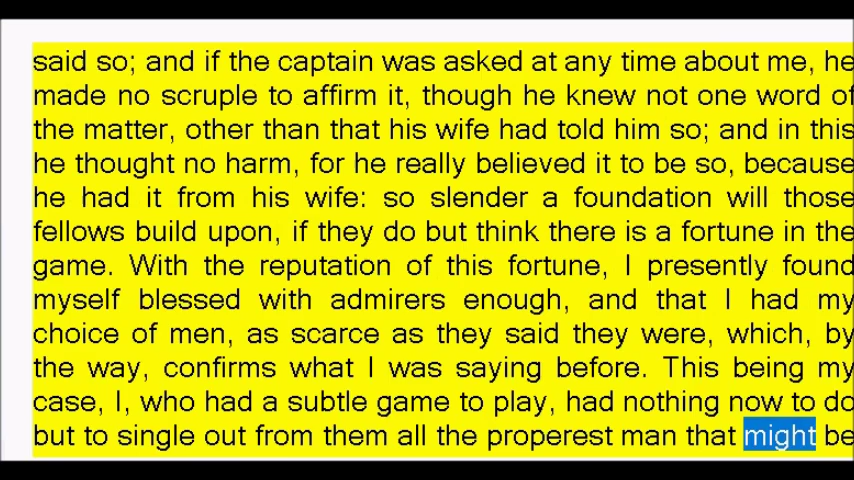 said so; and if the captain was asked at any time about me, he
made no scruple to affirm it, though he knew not one word of
the matter, other than that his wife had told him so; and in this
he thought no harm, for he really believed it to be so, because
he had it from his wife: so slender a foundation will those
fellows build upon, if they do but think there is a fortune in the
game. With the reputation of this fortune, I presently found
myself blessed with admirers enough, and that I had my
choice of men, as scarce as they said they were, which, by
the way, confirms what I was saying before. This being my
case, I, who had a subtle game to play, had nothing now to do
but to single out from them all the properest man that might be